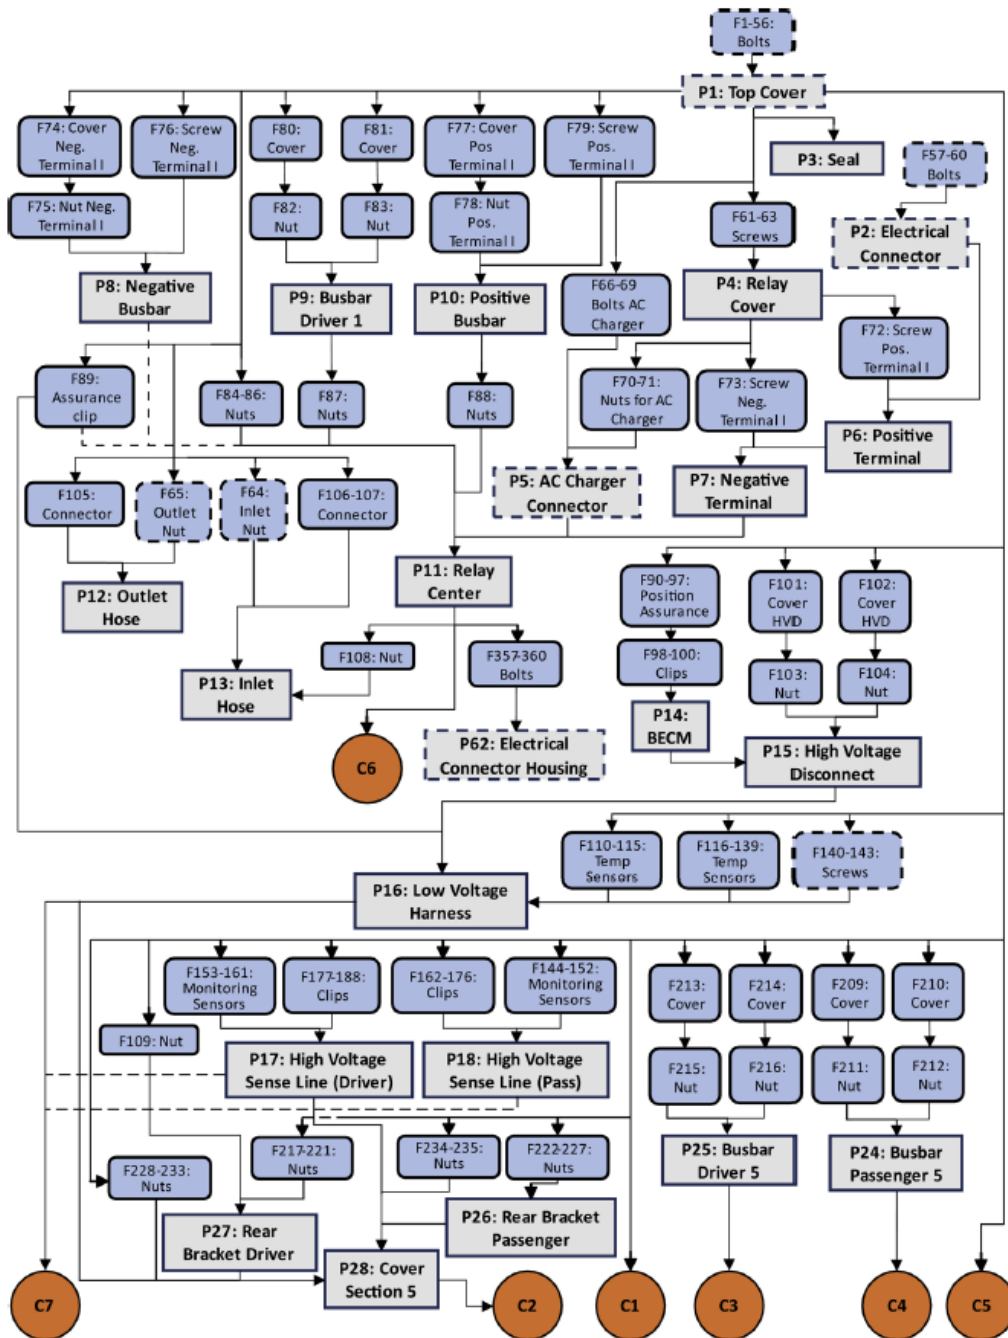 F1-56:
Bolts
P1: Top Cover
F74: Cover
Neg.
Terminal I
F76: Screw
Neg.
Terminal I
F80:
Cover
F81:
Cover
F77: Cover
Pos
Terminal I
F79: Screw
Pos.
Terminal I
P3: Seal
F57-60
Bolts
F75: Nut Neg.
Terminal I
F82:
Nut
F83:
Nut
F78: Nut
Pos.
Terminal I
F61-63
Screws
P2: Electrical
Connector
P8: Negative
Busbar
P9: Busbar
Driver 1
P10: Positive
Busbar
F66-69
Bolts AC
Charger
P4: Relay
Cover
F72: Screw
Pos.
Terminal I
F89:
Assurance
clip
F84-86:
Nuts
F87:
Nuts
F88:
Nuts
F70-71:
Nuts for AC
Charger
F73: Screw
Neg.
Terminal I
P6: Positive
Terminal
F105:
Connector
F65:
Outlet
Nut
F64:
Inlet
Nut
F106-107:
Connector
P5: AC Charger
Connector
P7: Negative
Terminal
P12: Outlet
Hose
P11: Relay
Center
F90-97:
Position
Assurance
F101:
Cover
HVD
F102:
Cover
HVD
F108: Nut
F357-360
Bolts
F98-100:
Clips
F103:
Nut
F104:
Nut
P13: Inlet
Hose
P14:
BECM
P62: Electrical
Connector Housing
P15: High Voltage
Disconnect
C6
F110-115:
Temp
Sensors
F116-139:
Temp
Sensors
F140-143:
Screws
P16: Low Voltage
Harness
F153-161:
Monitoring
Sensors
F177-188:
Clips
F162-176:
Clips
F144-152:
Monitoring
Sensors
F213:
Cover
F214:
Cover
F209:
Cover
F210:
Cover
F109: Nut
P17: High Voltage
Sense Line (Driver)
P18: High Voltage
Sense Line (Pass)
F215:
Nut
F216:
Nut
F211:
Nut
F212:
Nut
F228-233:
Nuts
F217-221:
Nuts
F234-235:
Nuts
F222-227:
Nuts
P25: Busbar
Driver 5
P24: Busbar
Passenger 5
P27: Rear
Bracket Driver
P26: Rear Bracket
Passenger
P28: Cover
Section 5
C7
C2
C1
C3
C4
C5